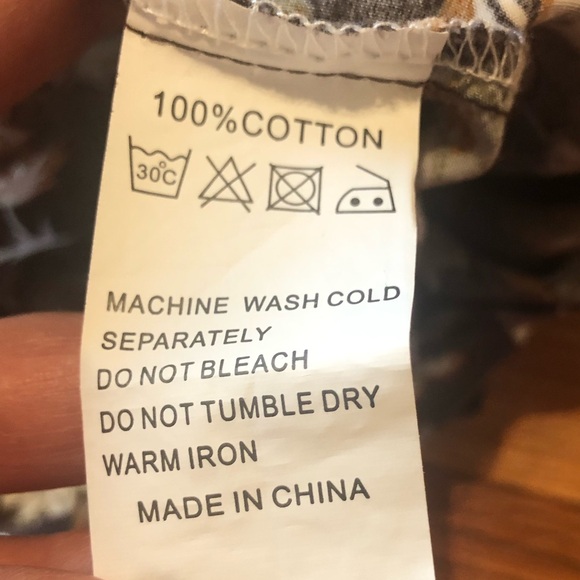 100%COTTON
30°C
MACHINE WASH COLD
SEPARATELY
DO NOT BLEACH
DO NOT TUMBLE DRY
WARM IRON
MADE IN CHINA